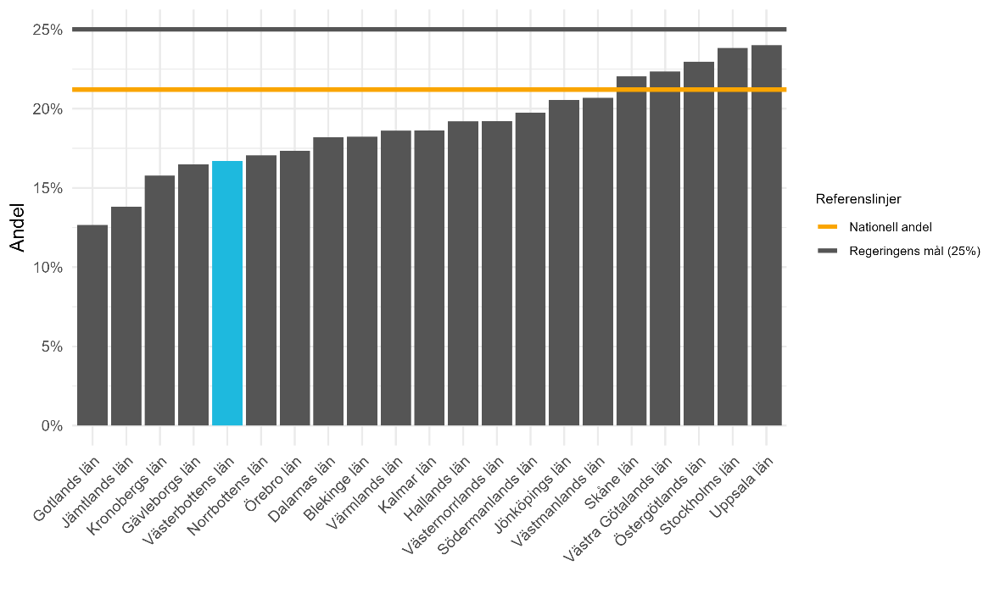 Andel
25%
20%
15%
10%
5%
0%
Gotlands län
Jämtlands län
Kronobergs län
Gävleborgs län
Västerbottens län
Norrbottens län
Örebro län
Dalarnas län
Blekinge län
Värmlands län
Kalmar län
Hallands län
Västernorrlands län
Södermanlands län
Jönköpings län
Västmanlands län
Skåne län
Västra Götalands län
Östergötlands län
Stockholms län
Uppsala län
Referenslinjer
Nationell andel
Regeringens mål (25%)